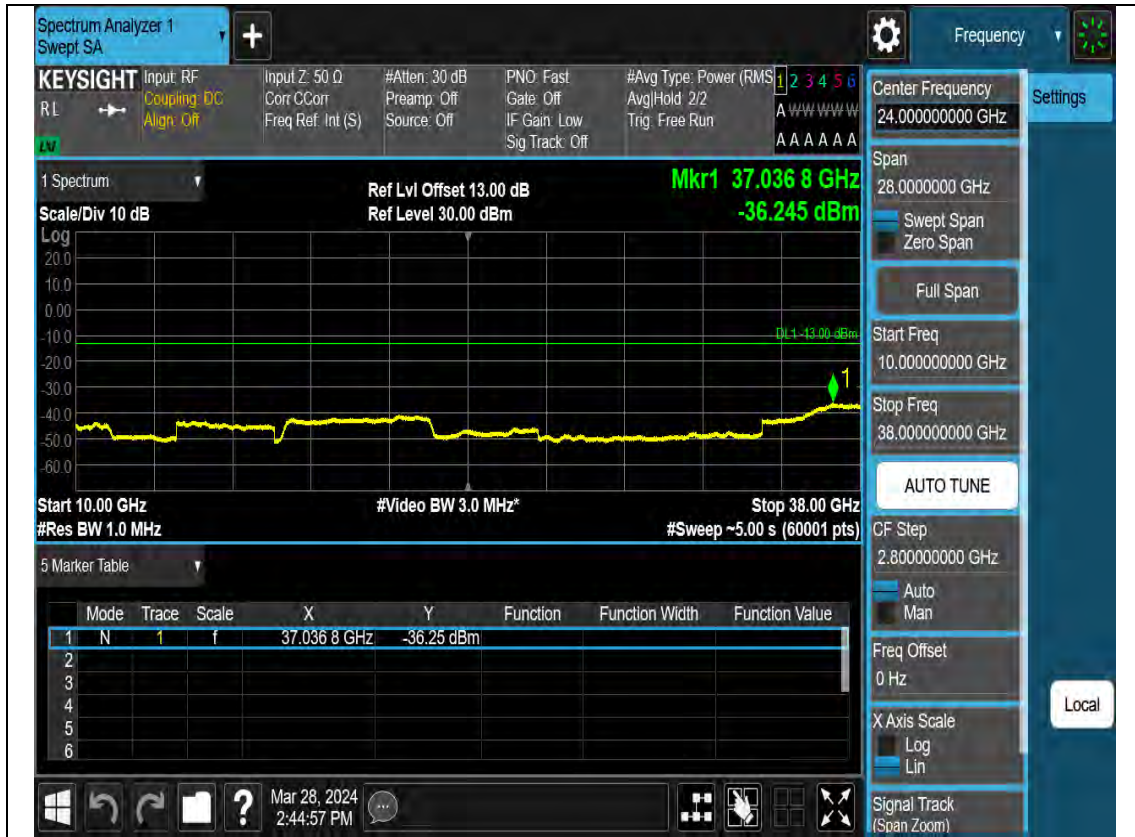 Spectrum Analyzer 1
Swept SA
+
Frequency
KEYSIGHT
RL
LXI
Input: RF
Coupling: DC
Align: Off
Input Z: 50 Ω
Corr CCorr
Freq Ref: Int (S)
#Atten: 30 dB
Preamp: Off
Source: Off
PNO: Fast
Gate: Off
IF Gain: Low
Sig Track: Off
#Avg Type: Power (RMS
Avg|Hold: 2/2
Trig: Free Run
1 2 3 4 5 6
A W W W W W
A A A A A A
1 Spectrum
Scale/Div 10 dB
Ref Lvl Offset 13.00 dB
Ref Level 30.00 dBm
Mkr1 37.036 8 GHz
-36.245 dBm
Log
20.0
10.0
0.00
-10.0
-20.0
-30.0
-40.0
-50.0
-60.0
DL1 -13.00 dBm
1
Start 10.00 GHz
#Res BW 1.0 MHz
#Video BW 3.0 MHz*
Stop 38.00 GHz
#Sweep ~5.00 s (60001 pts)
5 Marker Table
Mode Trace Scale X Y Function Function Width Function Value
1 N 1 f 37.036 8 GHz -36.25 dBm
2
3
4
5
6
Mar 28, 2024
2:44:57 PM
?
Center Frequency
24.000000000 GHz
Span
28.0000000 GHz
Swept Span
Zero Span
Full Span
Start Freq
10.000000000 GHz
Stop Freq
38.000000000 GHz
AUTO TUNE
CF Step
2.800000000 GHz
Auto
Man
Freq Offset
0 Hz
X Axis Scale
Log
Lin
Signal Track
(Span Zoom)
Settings
Local